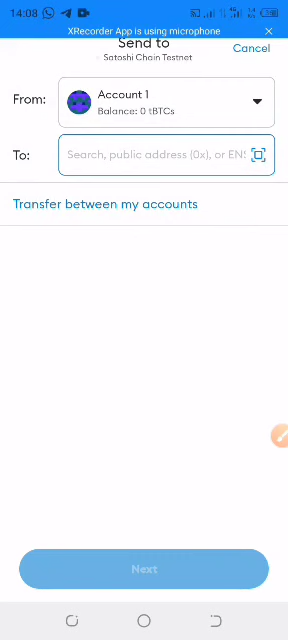 14:08
XRecorder App is using microphone
Send to
Cancel
Satoshi Chain Testnet
From:
Account 1
Balance: 0 tBTCs
To:
Search, public address (0x), or ENS
Transfer between my accounts
Next